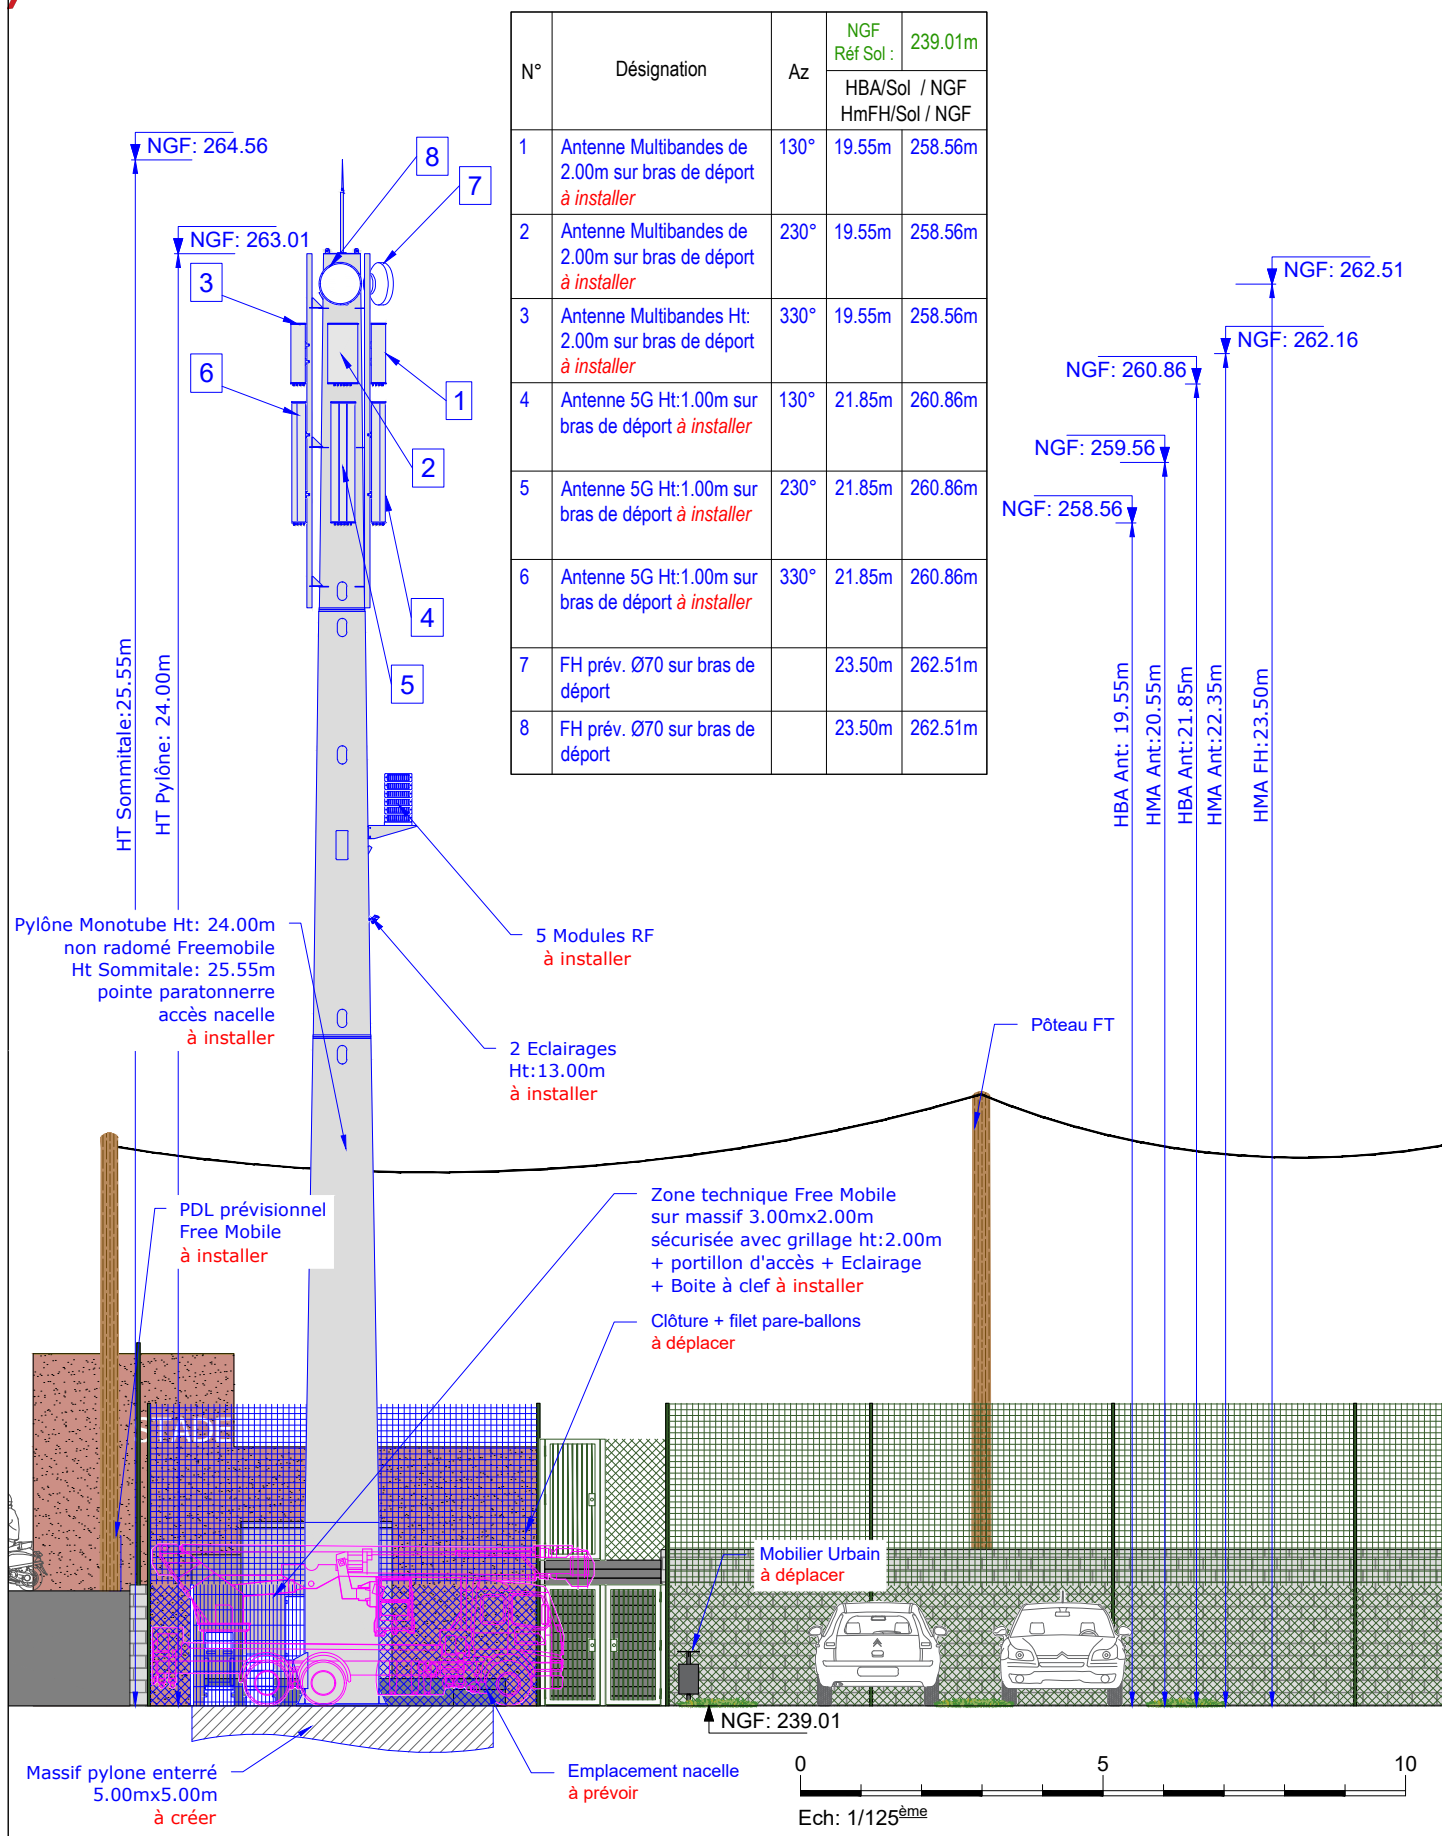 N°
Désignation
Az
NGF
Réf Sol :
239.01m
HBA/Sol / NGF
HmFH/Sol / NGF
1
Antenne Multibandes de
2.00m sur bras de déport
à installer
130°
19.55m
258.56m
2
Antenne Multibandes de
2.00m sur bras de déport
à installer
230°
19.55m
258.56m
3
Antenne Multibandes Ht:
2.00m sur bras de déport
à installer
330°
19.55m
258.56m
4
Antenne 5G Ht:1.00m sur
bras de déport à installer
130°
21.85m
260.86m
5
Antenne 5G Ht:1.00m sur
bras de déport à installer
230°
21.85m
260.86m
6
Antenne 5G Ht:1.00m sur
bras de déport à installer
330°
21.85m
260.86m
7
FH prév. Ø70 sur bras de
déport
23.50m
262.51m
8
FH prév. Ø70 sur bras de
déport
23.50m
262.51m
NGF: 264.56
NGF: 263.01
8
7
3
6
1
2
4
5
HT Sommitale:25.55m
HT Pylône: 24.00m
NGF: 262.51
NGF: 262.16
NGF: 260.86
NGF: 259.56
NGF: 258.56
HBA Ant: 19.55m
HMA Ant:20.55m
HBA Ant:21.85m
HMA Ant:22.35m
HMA FH:23.50m
Pylône Monotube Ht: 24.00m
non radomé Freemobile
Ht Sommitale: 25.55m
pointe paratonnerre
accès nacelle
à installer
5 Modules RF
à installer
2 Eclairages
Ht:13.00m
à installer
Pôteau FT
PDL prévisionnel
Free Mobile
à installer
Zone technique Free Mobile
sur massif 3.00mx2.00m
sécurisée avec grillage ht:2.00m
+ portillon d'accès + Eclairage
+ Boite à clef à installer
Clôture + filet pare-ballons
à déplacer
STADE
Mobilier Urbain
à déplacer
NGF: 239.01
Massif pylone enterré
5.00mx5.00m
à créer
Emplacement nacelle
à prévoir
0
5
10
Ech: 1/125ème